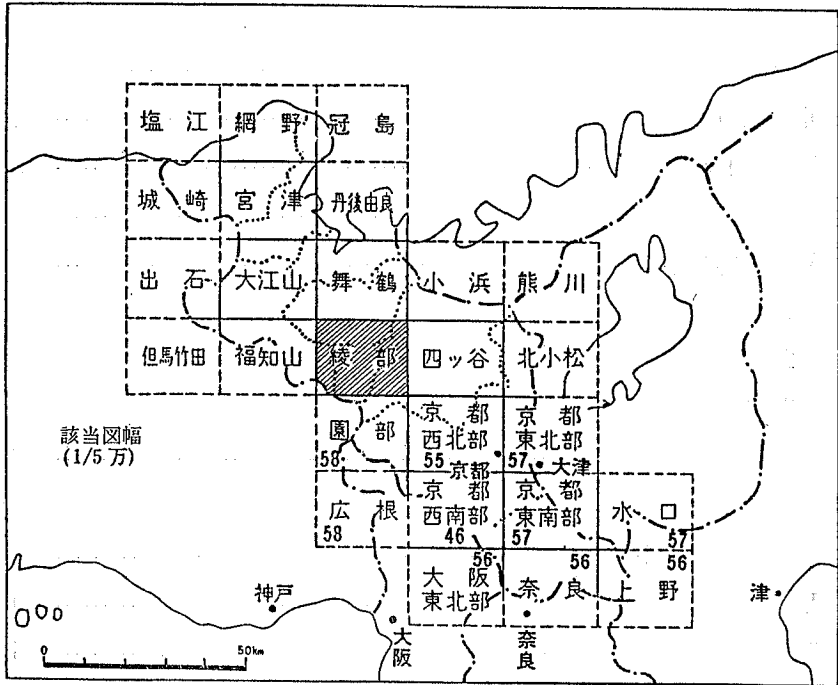 塩江 網野 冠島
城崎 宮津 丹後由良
出石 大江山 舞鶴 小浜 熊川
但馬竹田 福知山 綾部 四ッ谷 北小松
園部 京都 京都
西北部 東北部
58 55 京都 57 大津
該当図幅
(1/5万)
広根 京都 京都 水口
西南部 東南部
58 46 57 57
56 56 56
大阪 奈良 上野
東北部
神戸 津
大阪 奈良
0 50km